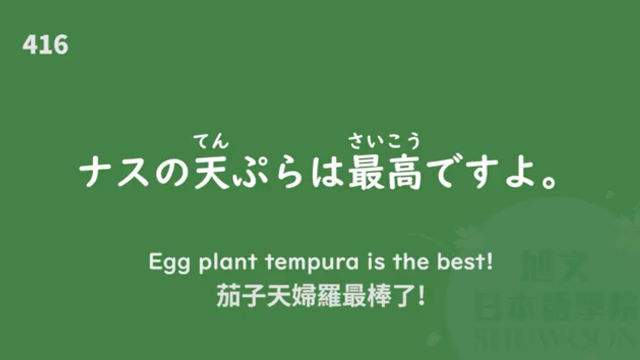 416
てん さいこう
ナスの天ぷらは最高ですよ。
Egg plant tempura is the best!
茄子天婦羅最棒了!
旭文
日本語學院
SHUWOON